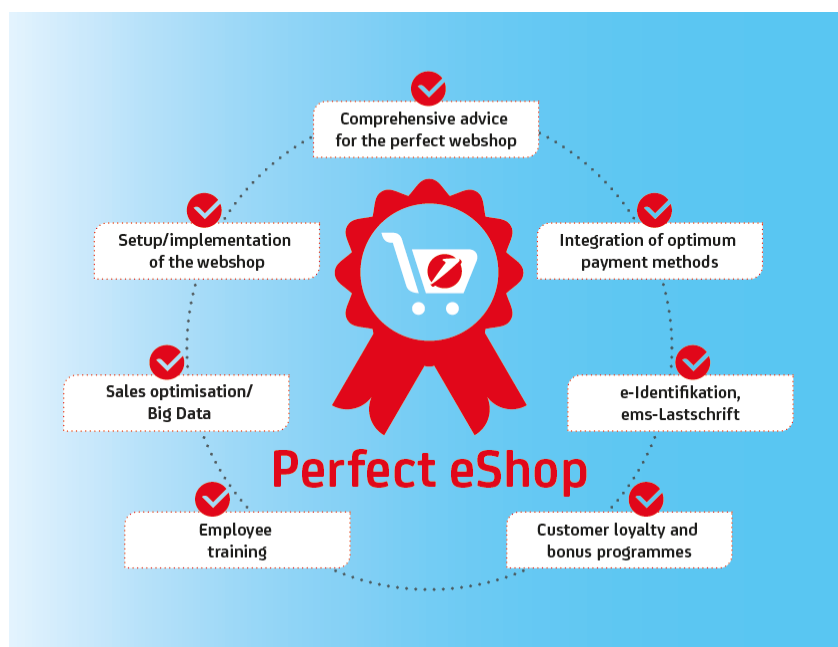 Comprehensive advice
for the perfect webshop
Setup/implementation
of the webshop
Integration of optimum
payment methods
Sales optimisation/
Big Data
e-Identifikation,
ems-Lastschrift
Perfect eShop
Employee
training
Customer loyalty and
bonus programmes